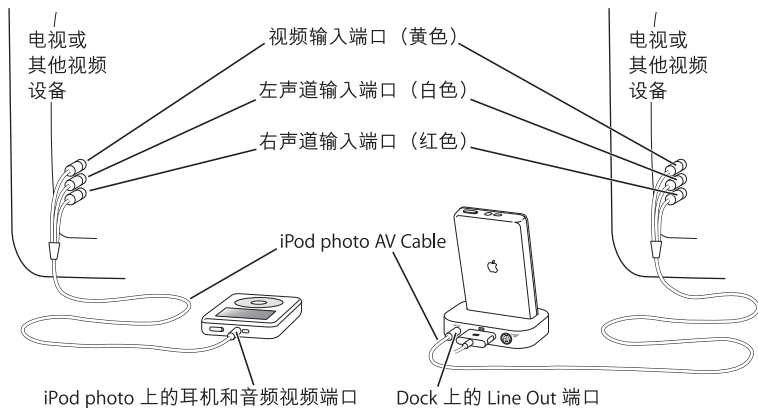 电视或
其他视频
设备
视频输入端口（黄色）
左声道输入端口（白色）
右声道输入端口（红色）
电视或
其他视频
设备
iPod photo AV Cable
iPod photo 上的耳机和音频视频端口
Dock 上的 Line Out 端口